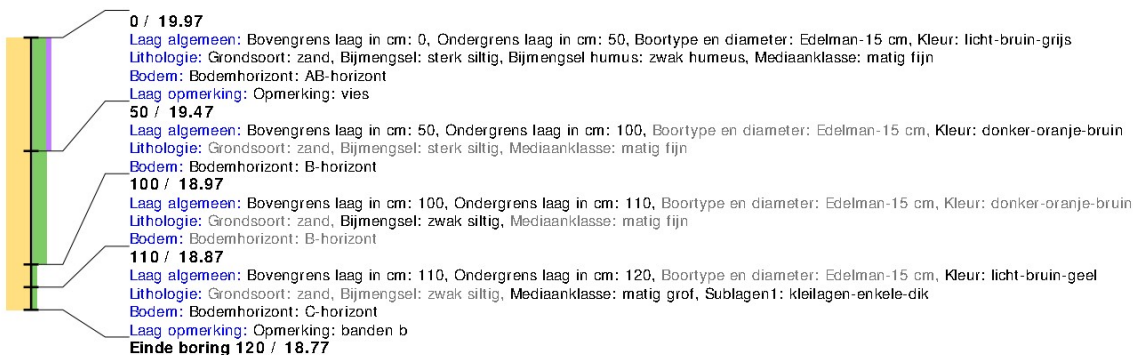 0 / 19.97
Laag algemeen: Bovengrens laag in cm: 0, Ondergrens laag in cm: 50, Boortype en diameter: Edelman-15 cm, Kleur: licht-bruin-grijs
Lithologie: Grondsoort: zand, Bijmengsel: sterk siltig, Bijmengsel humus: zwak humeus, Mediaanklasse: matig fijn
Bodem: Bodemhorizont: AB-horizont
Laag opmerking: Opmerking: vies
50 / 19.47
Laag algemeen: Bovengrens laag in cm: 50, Ondergrens laag in cm: 100, Boortype en diameter: Edelman-15 cm, Kleur: donker-oranje-bruin
Lithologie: Grondsoort: zand, Bijmengsel: sterk siltig, Mediaanklasse: matig fijn
Bodem: Bodemhorizont: B-horizont
100 / 18.97
Laag algemeen: Bovengrens laag in cm: 100, Ondergrens laag in cm: 110, Boortype en diameter: Edelman-15 cm, Kleur: donker-oranje-bruin
Lithologie: Grondsoort: zand, Bijmengsel: zwak siltig, Mediaanklasse: matig fijn
Bodem: Bodemhorizont: B-horizont
110 / 18.87
Laag algemeen: Bovengrens laag in cm: 110, Ondergrens laag in cm: 120, Boortype en diameter: Edelman-15 cm, Kleur: licht-bruin-geel
Lithologie: Grondsoort: zand, Bijmengsel: zwak siltig, Mediaanklasse: matig grof, Sublagen1: kleilagen-enkele-dik
Bodem: Bodemhorizont: C-horizont
Laag opmerking: Opmerking: banden b
Einde boring 120 / 18.77